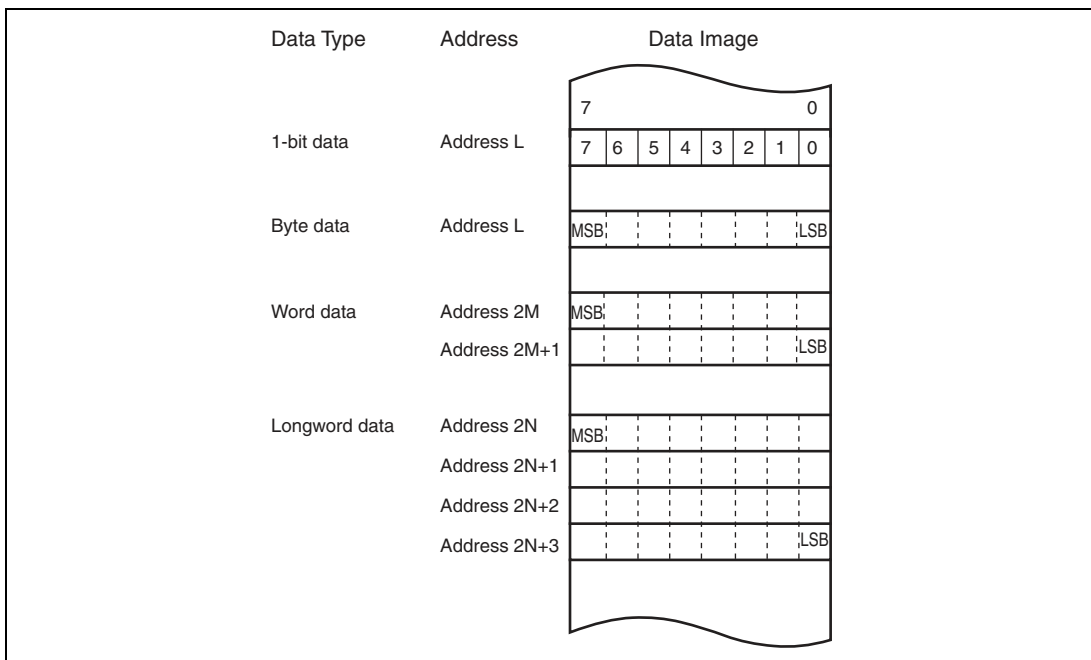 Data Type Address Data Image
7 0
1-bit data Address L 7 6 5 4 3 2 1 0
Byte data Address L MSB LSB
Word data Address 2M MSB
Address 2M+1 LSB
Longword data Address 2N MSB
Address 2N+1
Address 2N+2
Address 2N+3 LSB